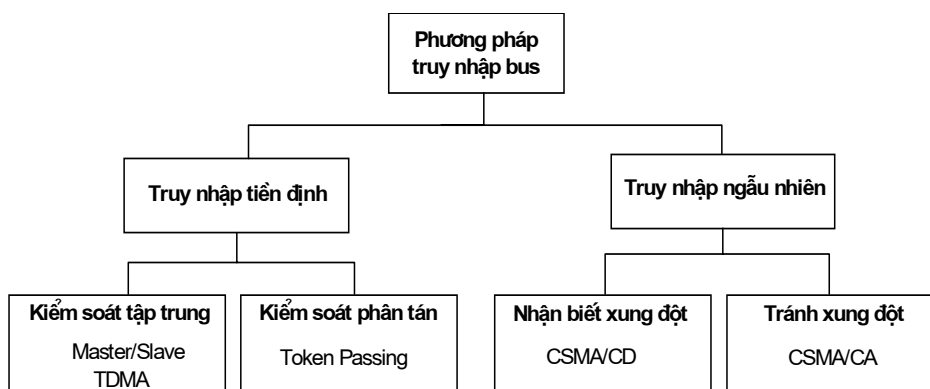 Phương pháp
truy nhập bus
Truy nhập tiền định
Truy nhập ngẫu nhiên
Kiểm soát tập trung
Master/Slave
TDMA
Kiểm soát phân tán
Token Passing
Nhận biết xung đột
CSMA/CD
Tránh xung đột
CSMA/CA